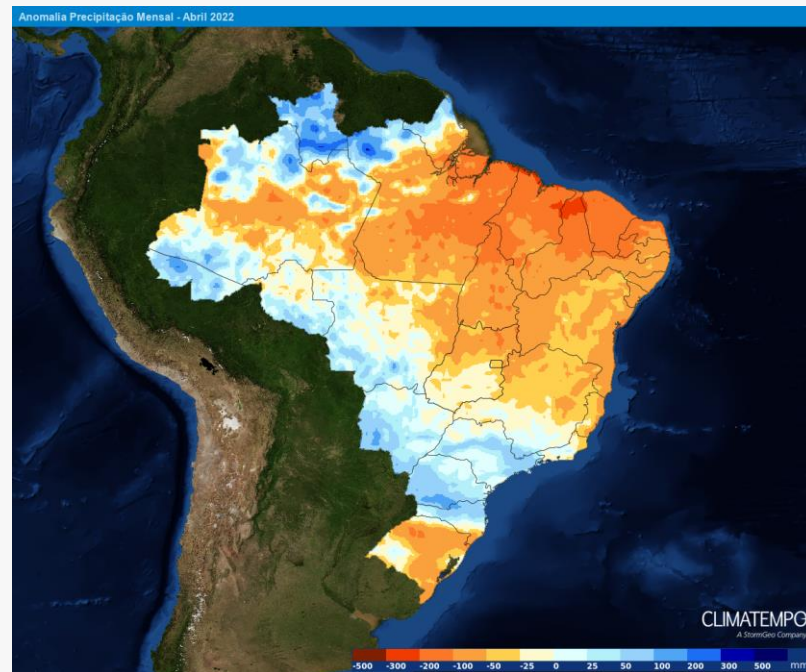 Anomalia Precipitação Mensal - Abril 2022
CLIMATEMPO
A StormGeo Company
-500 -300 -200 -100 -50 -25 0 25 50 100 200 300 500 mm